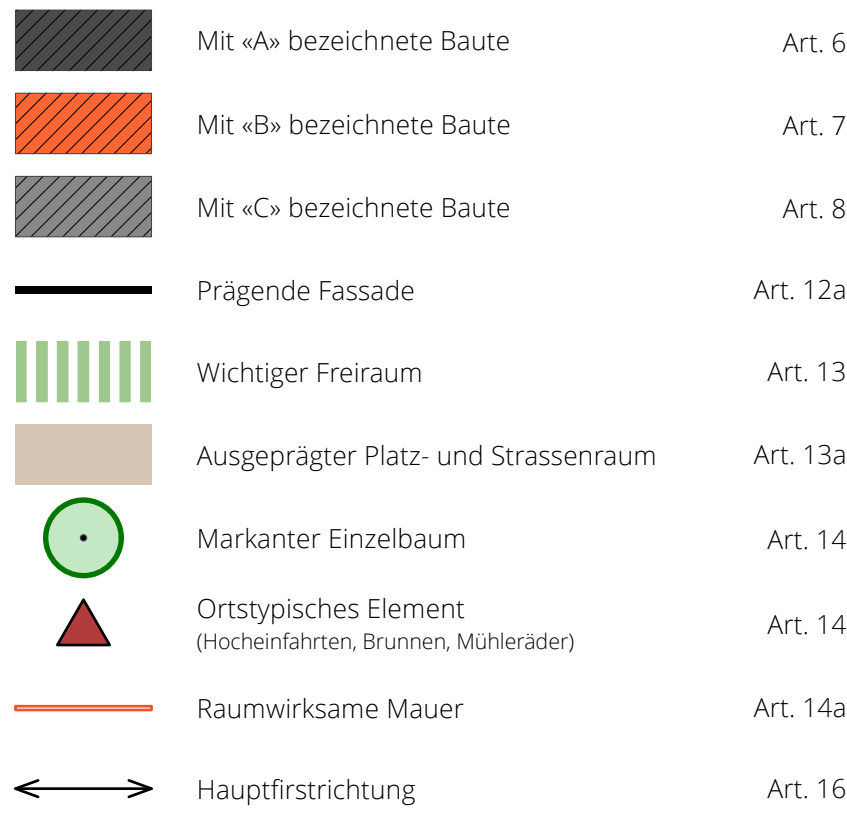 Mit «A» bezeichnete Baute Art. 6
Mit «B» bezeichnete Baute Art. 7
Mit «C» bezeichnete Baute Art. 8
Prägende Fassade Art. 12a
Wichtiger Freiraum Art. 13
Ausgeprägter Platz- und Strassenraum Art. 13a
Markanter Einzelbaum Art. 14
Ortstypisches Element Art. 14
(Hocheinfahrten, Brunnen, Mühleräder)
Raumwirksame Mauer Art. 14a
Hauptfirstrichtung Art. 16